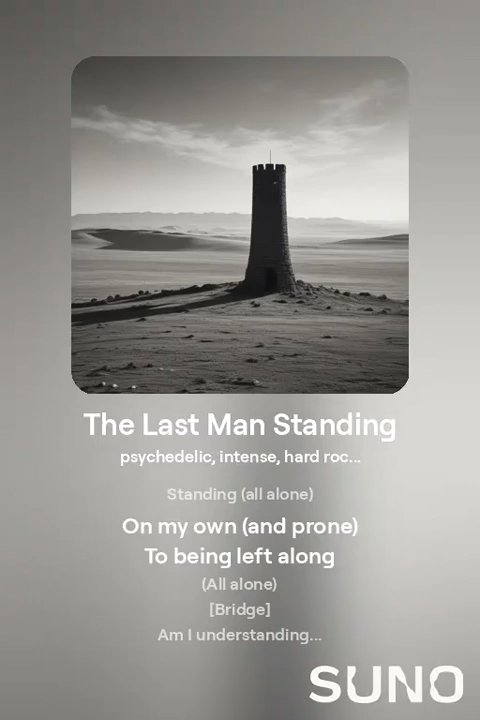 The Last Man Standing
psychedelic, intense, hard roc...
Standing (all alone)
On my own (and prone)
To being left along
(All alone)
[Bridge]
Am I understanding...
SUNO